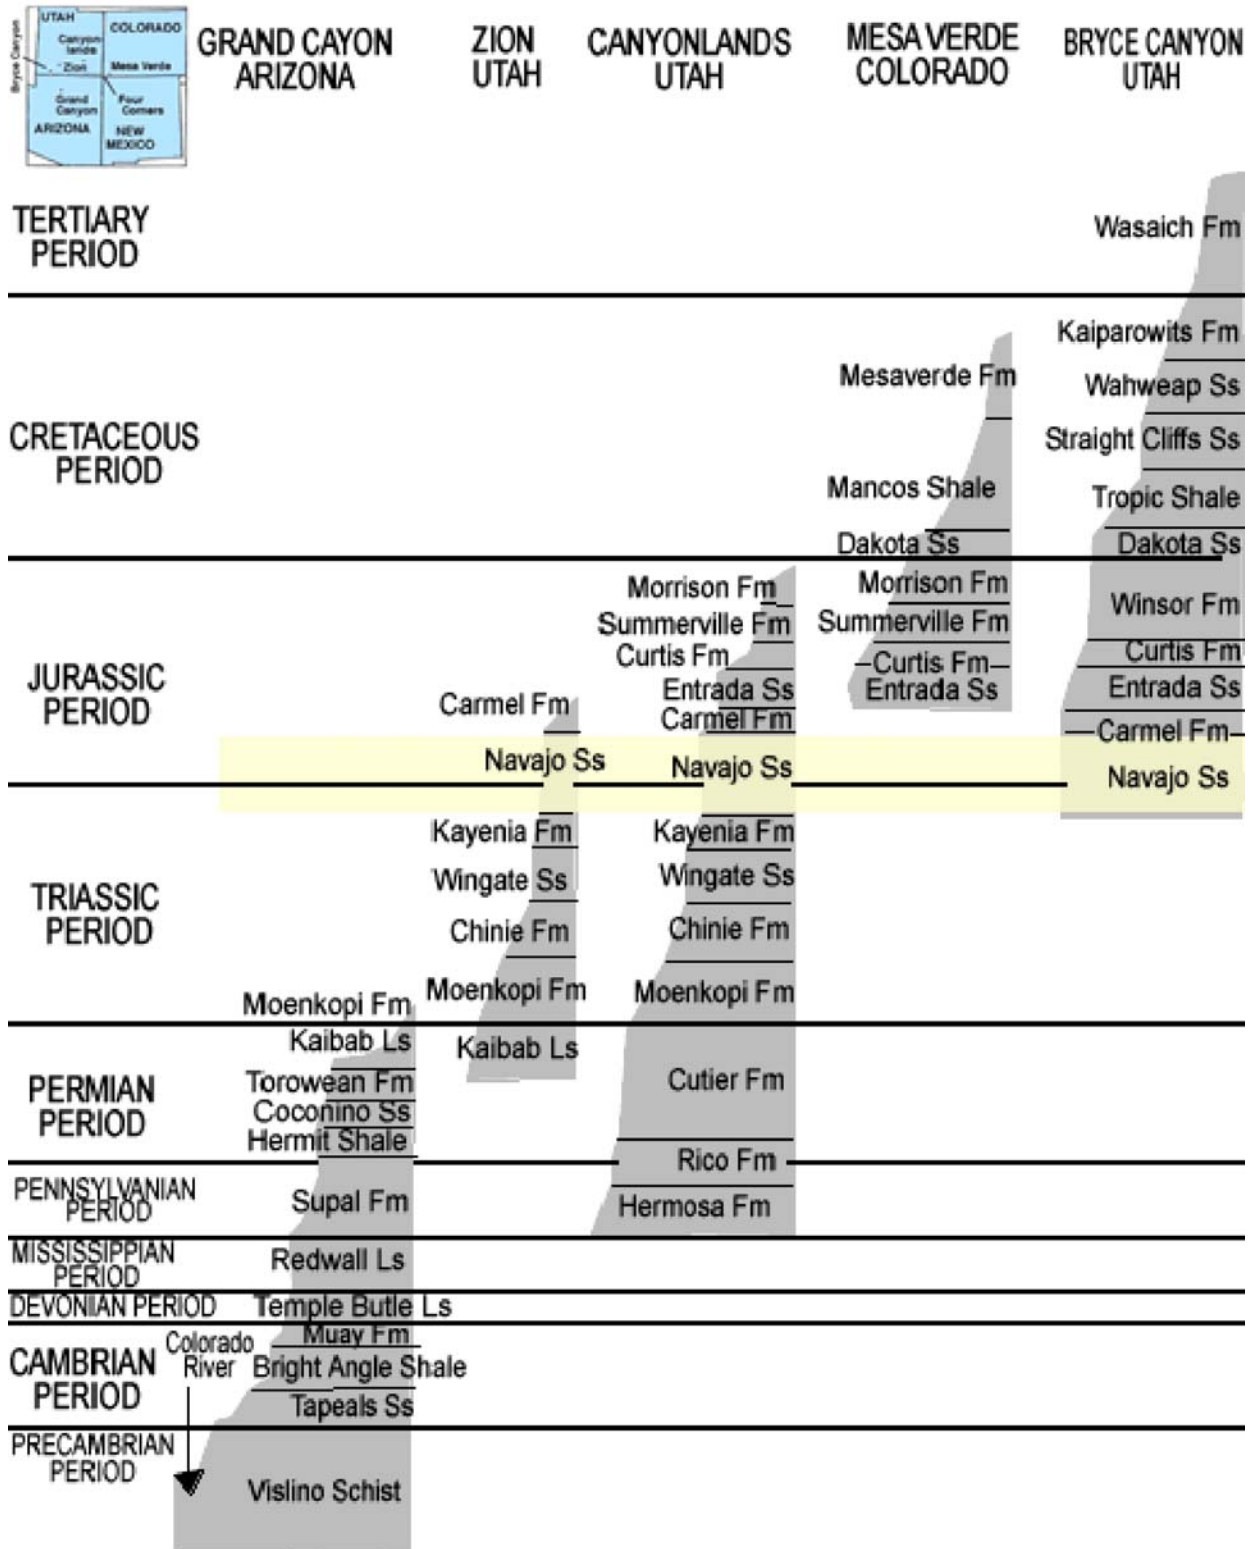 UTAH
COLORADO
Canyon
lands
Zion
Mesa Verde
Bryce Canyon
Grand
Canyon
Four
Corners
ARIZONA
NEW
MEXICO
GRAND CAYON
ARIZONA
ZION
UTAH
CANYONLANDS
UTAH
MESA VERDE
COLORADO
BRYCE CANYON
UTAH
TERTIARY
PERIOD
Wasaich Fm
CRETACEOUS
PERIOD
Mesaverde Fm
Mancos Shale
Dakota Ss
Kaiparowits Fm
Wahweap Ss
Straight Cliffs Ss
Tropic Shale
Dakota Ss
JURASSIC
PERIOD
Carmel Fm
Navajo Ss
Morrison Fm
Summerville Fm
Curtis Fm
Entrada Ss
Carmel Fm
Navajo Ss
Morrison Fm
Summerville Fm
Curtis Fm
Entrada Ss
Winsor Fm
Curtis Fm
Entrada Ss
Carmel Fm
Navajo Ss
TRIASSIC
PERIOD
Moenkopi Fm
Kayenia Fm
Wingate Ss
Chinie Fm
Moenkopi Fm
Kayenia Fm
Wingate Ss
Chinie Fm
Moenkopi Fm
PERMIAN
PERIOD
Kaibab Ls
Torowean Fm
Coconino Ss
Hermit Shale
Kaibab Ls
Cutier Fm
Rico Fm
PENNSYLVANIAN
PERIOD
Supal Fm
Hermosa Fm
MISSISSIPPIAN
PERIOD
Redwall Ls
DEVONIAN PERIOD
Temple Butle Ls
CAMBRIAN
PERIOD
Colorado
River
Muay Fm
Bright Angle Shale
Tapeals Ss
PRECAMBRIAN
PERIOD
Vislino Schist